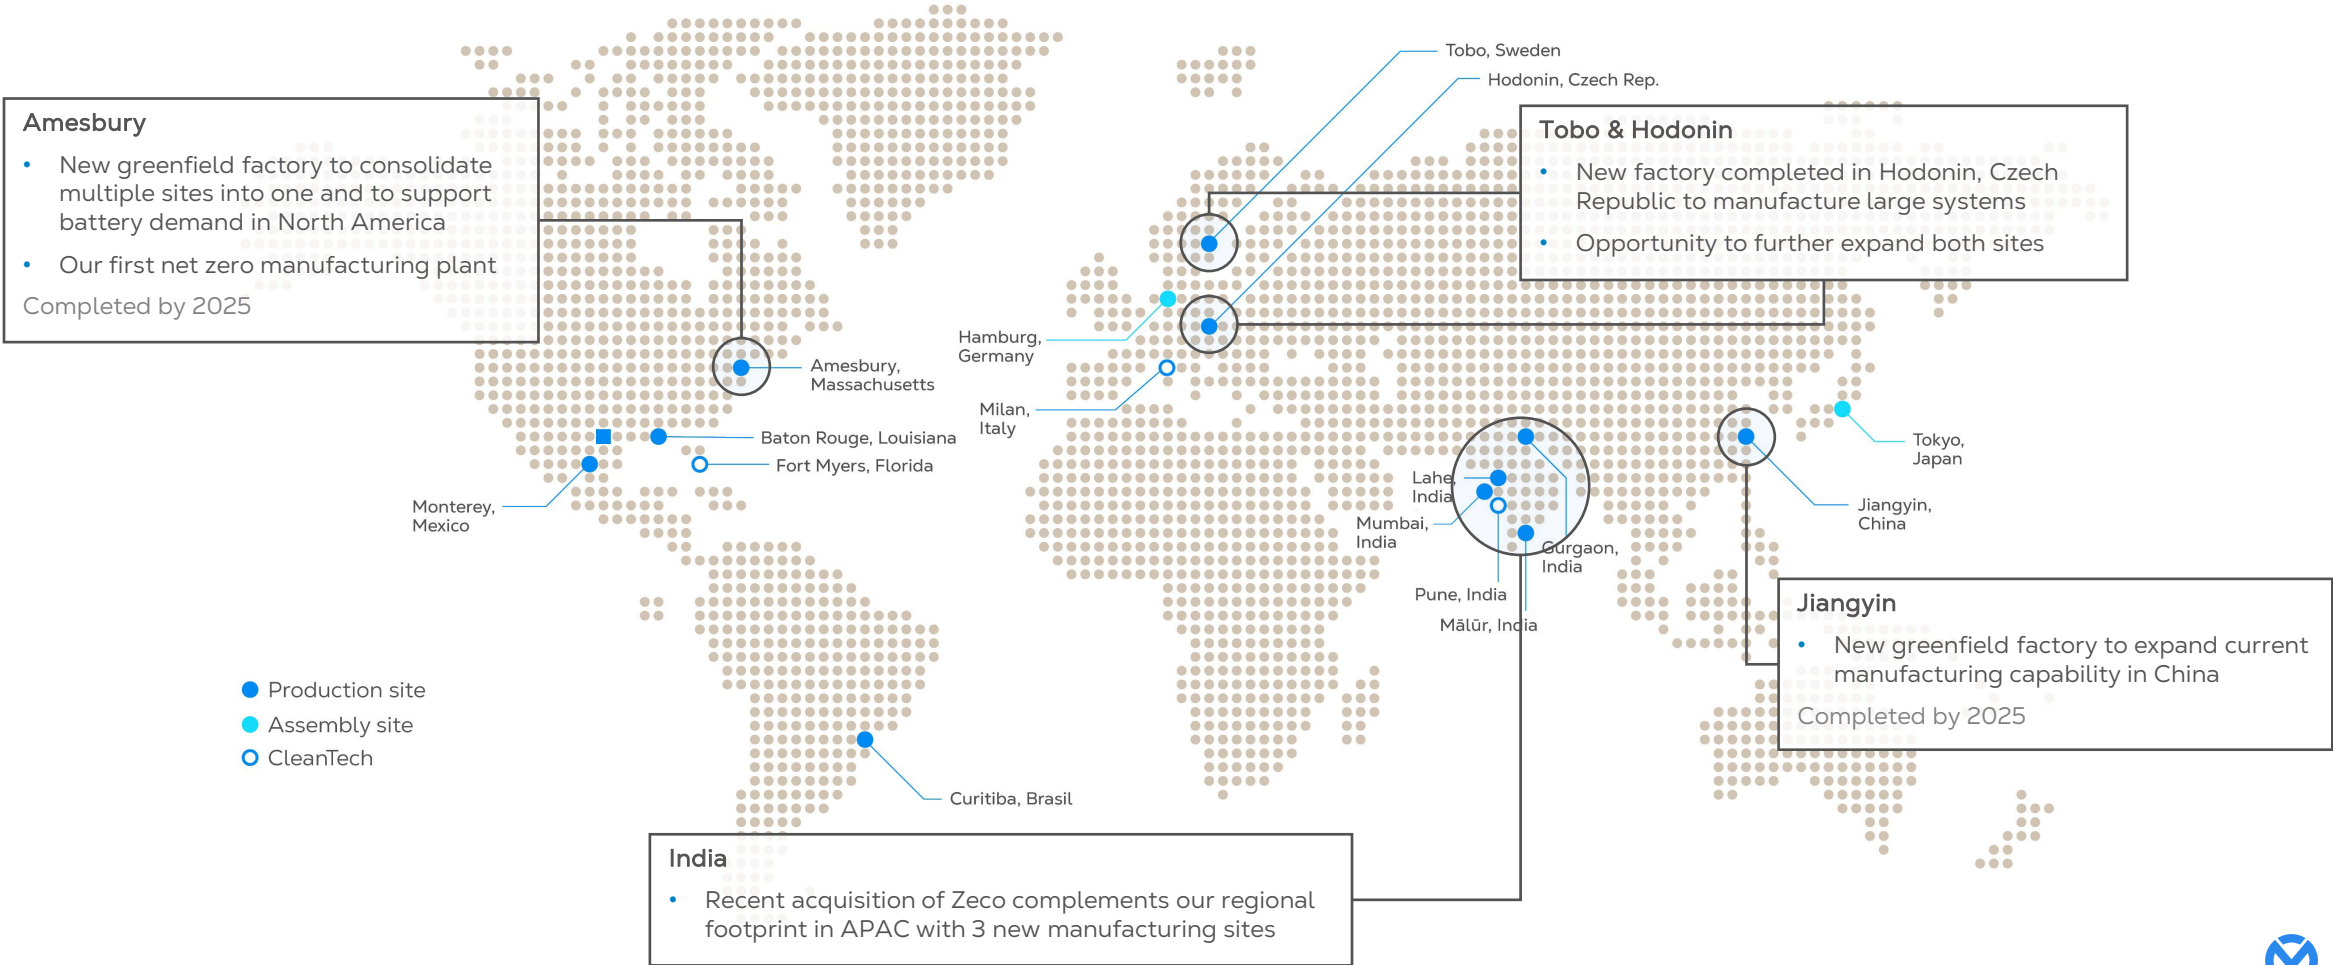 Tobo, Sweden
Hodonin, Czech Rep.
Amesbury
• New greenfield factory to consolidate
multiple sites into one and to support
battery demand in North America
• Our first net zero manufacturing plant
Completed by 2025
Tobo & Hodonin
• New factory completed in Hodonin, Czech
Republic to manufacture large systems
• Opportunity to further expand both sites
Hamburg,
Germany
Amesbury,
Massachusetts
Milan,
Italy
Baton Rouge, Louisiana
Fort Myers, Florida
Monterey,
Mexico
Tokyo,
Japan
Lahe,
India
Mumbai,
India
Gurgaon,
India
Pune, India
Mālūr, India
Jiangyin,
China
Jiangyin
• New greenfield factory to expand current
manufacturing capability in China
Completed by 2025
Production site
Assembly site
CleanTech
Curitiba, Brasil
India
• Recent acquisition of Zeco complements our regional
footprint in APAC with 3 new manufacturing sites